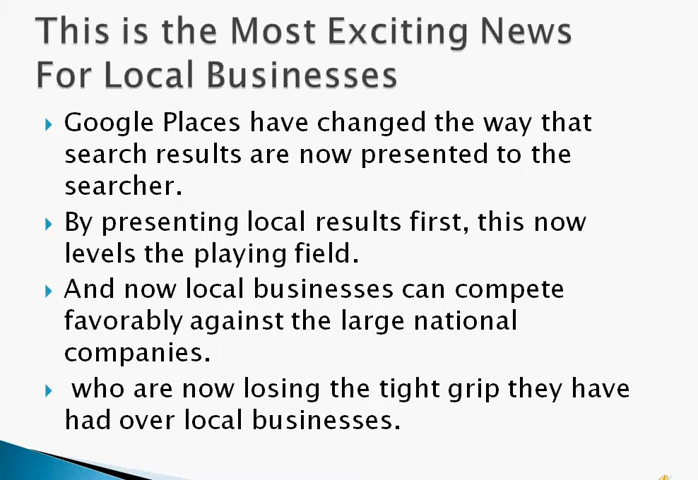 This is the Most Exciting News
For Local Businesses
Google Places have changed the way that
search results are now presented to the
searcher.
By presenting local results first, this now
levels the playing field.
And now local businesses can compete
favorably against the large national
companies.
who are now losing the tight grip they have
had over local businesses.